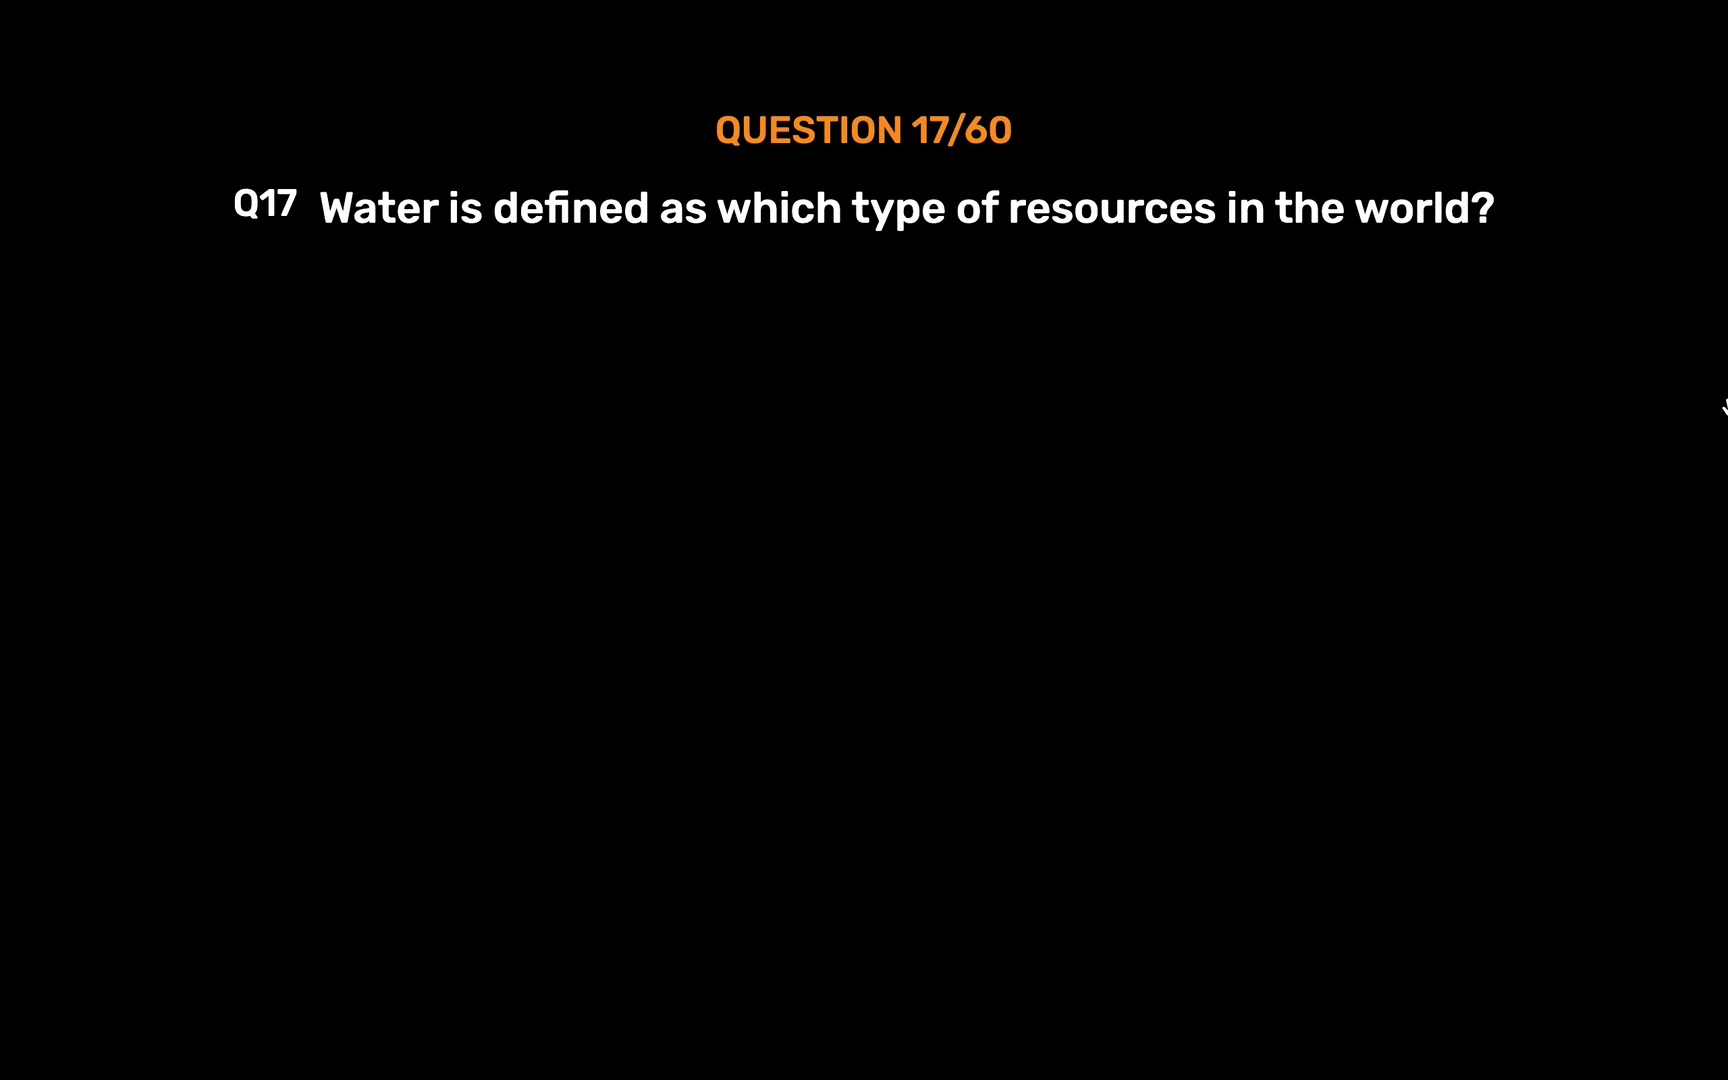 QUESTION 17/60
Q17 Water is defined as which type of resources in the world?